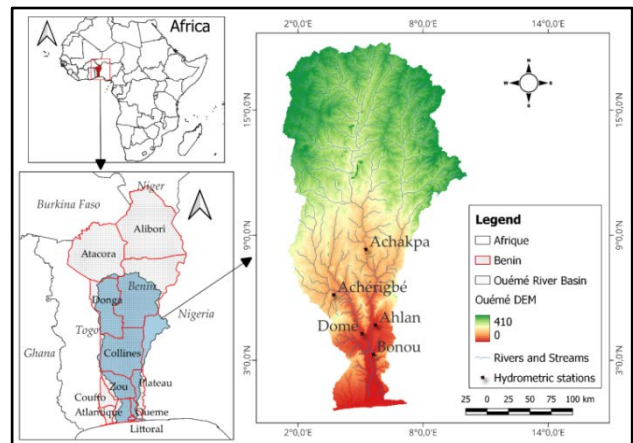 Africa
Niger
Burkina Faso
Alibori
Atacora
Benin
Donga
Nigeria
Togo
Ghana
Collines
Zou
Plateau
Couffo
Atlantique
Oueme
Littoral
2°0,0'E 8°0,0'E 14°0,0'E
15°0,0'N
9°0,0'N
3°0,0'N
Achakpa
Achérigbé
Ahlan
Dome
Bonou
N
W E
S
15°0,0'N
9°0,0'N
3°0,0'N
Legend
Afrique
Benin
Ouémé River Basin
Ouémé DEM
410
0
Rivers and Streams
Hydrometric stations
25 0 25 50 75 100 km
2°0,0'E 8°0,0'E 14°0,0'E